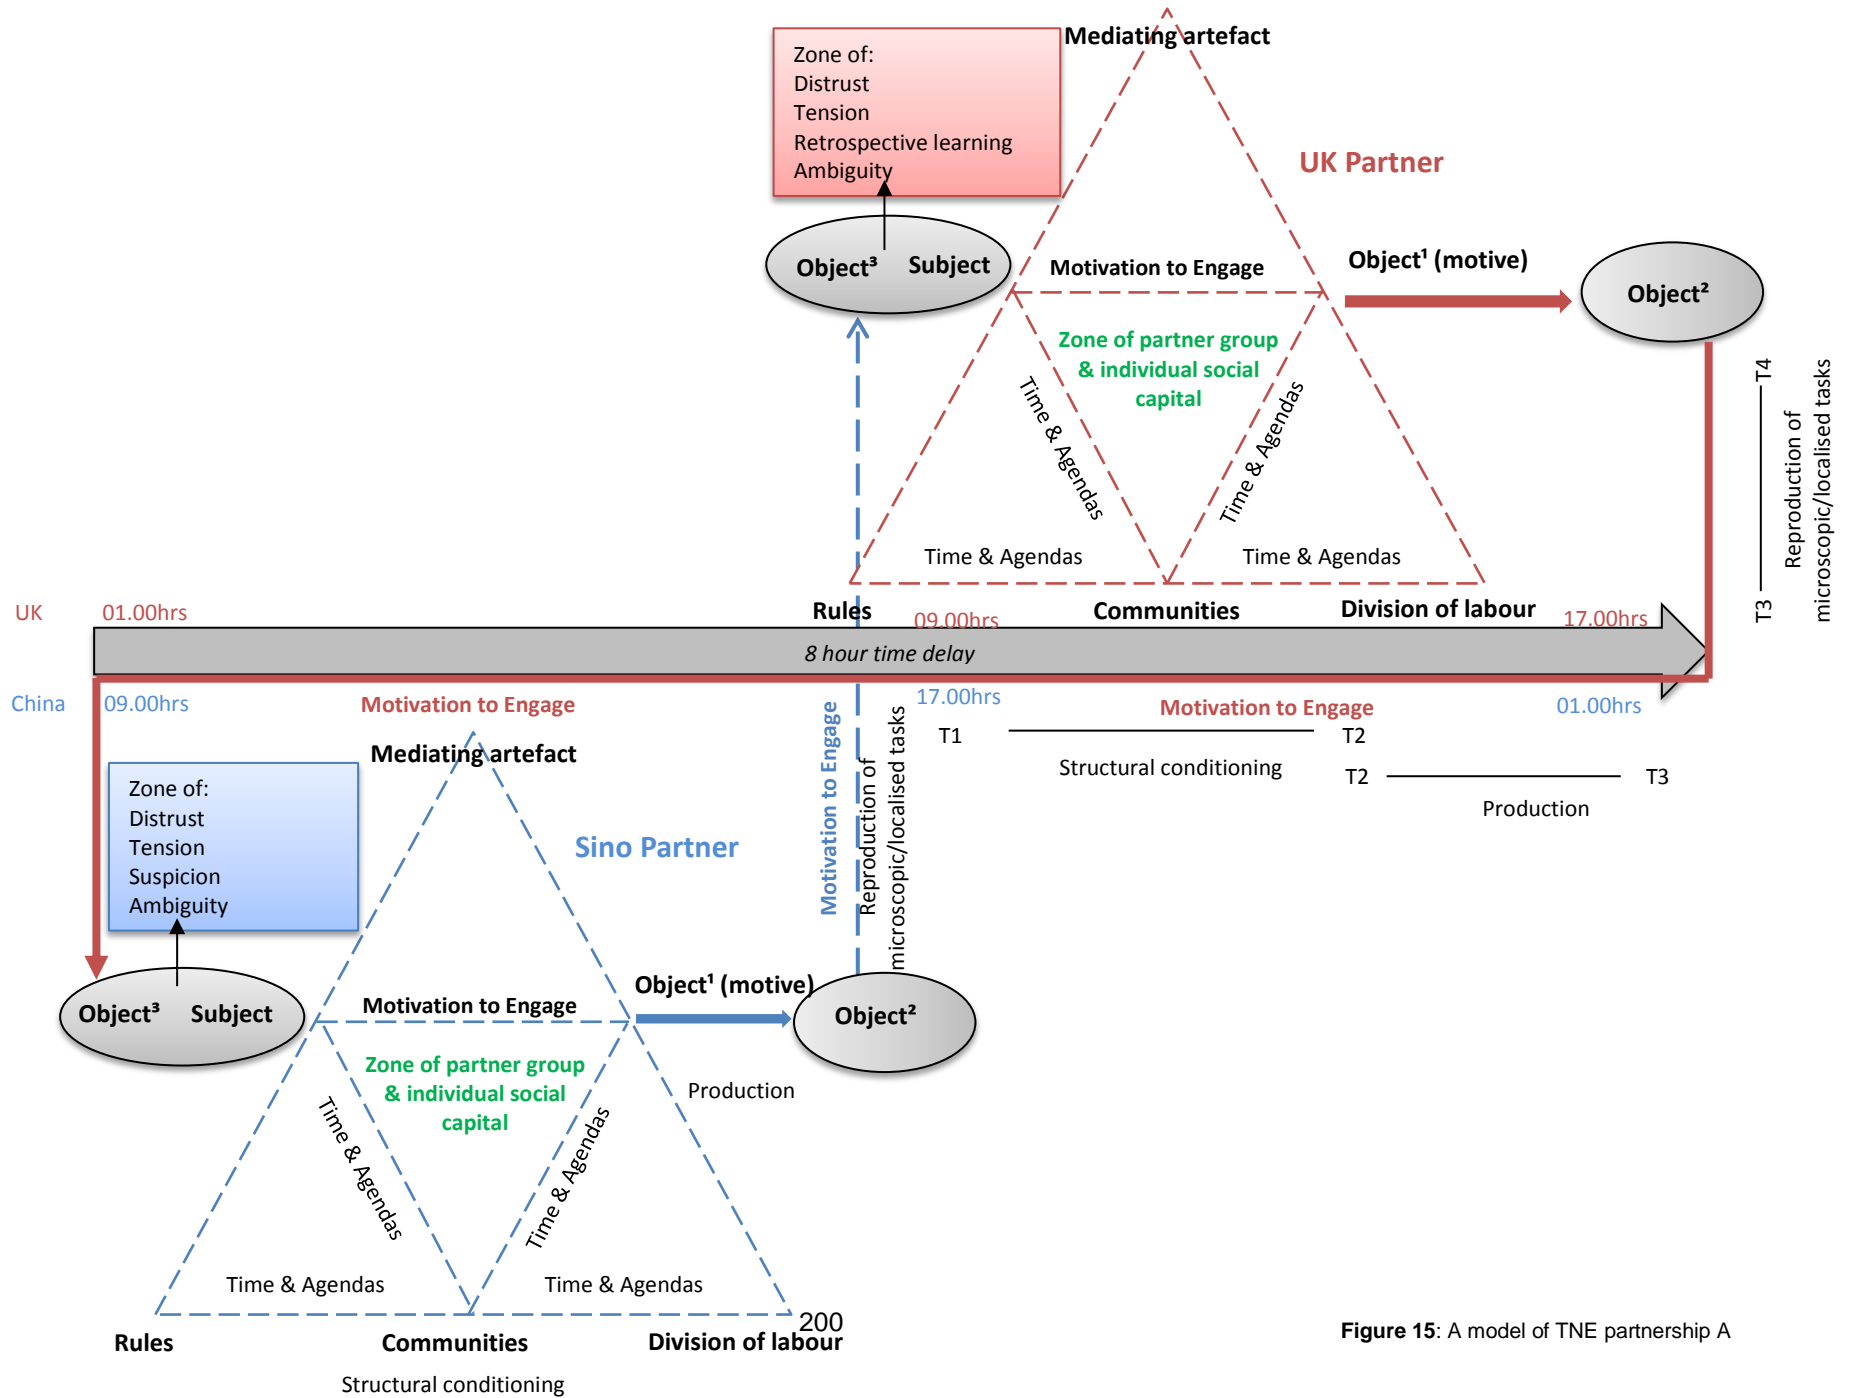 Mediating artefact
Zone of:
Distrust
Tension
Retrospective learning
Ambiguity
UK Partner
Object³ Subject
Motivation to Engage
Object¹ (motive)
Object²
Zone of partner group
& individual social
capital
Time & Agendas
Time & Agendas
Time & Agendas
Time & Agendas
T3
T4
Reproduction of
microscopic/localised tasks
Rules
Communities
Division of labour
UK
01.00hrs
09.00hrs
17.00hrs
8 hour time delay
China
09.00hrs
17.00hrs
01.00hrs
Motivation to Engage
Motivation to Engage
T1
T2
Structural conditioning
T2
T3
Production
Motivation to Engage
Reproduction of
microscopic/localised tasks
Mediating artefact
Zone of:
Distrust
Tension
Suspicion
Ambiguity
Sino Partner
Object³ Subject
Motivation to Engage
Object¹ (motive)
Object²
Zone of partner group
& individual social
capital
Production
Time & Agendas
Time & Agendas
Time & Agendas
Time & Agendas
200
Rules
Communities
Division of labour
Structural conditioning
Figure 15: A model of TNE partnership A